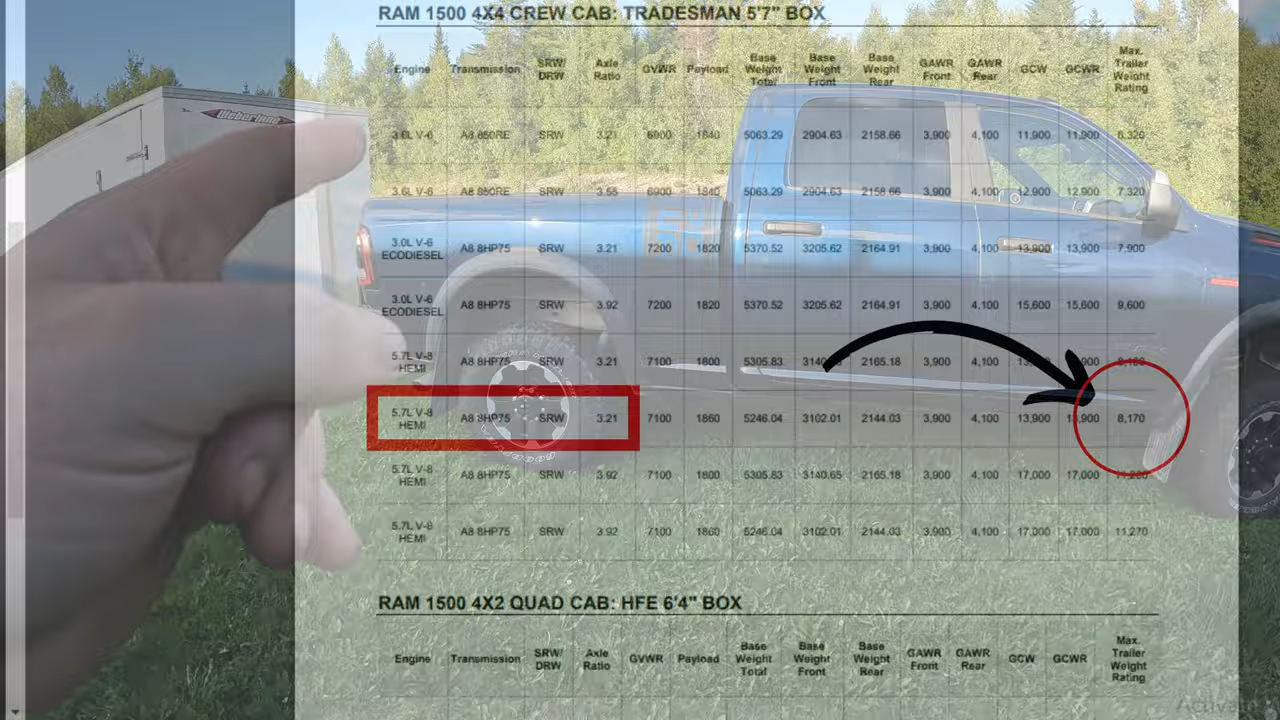 RAM 1500 4X4 CREW CAB: TRADESMAN 5'7" BOX
Engine Transmission SRW/ DRW Axle Ratio GVWR Payload Base Weight Total Base Weight Front Base Weight Rear GAWR Front GAWR Rear GCW GCWR Max. Trailer Weight Rating
3.6L V-6 A8 850RE SRW 3.21 6900 1840 5063.29 2904.63 2158.66 3,900 4,100 11,900 11,900 6,320
3.6L V-6 A8 850RE SRW 3.55 6900 1840 5063.29 2904.63 2158.66 3,900 4,100 12,900 12,900 7,320
3.0L V-6 ECODIESEL A8 8HP75 SRW 3.21 7200 1820 5370.52 3205.62 2164.91 3,900 4,100 13,900 13,900 7,900
3.0L V-6 ECODIESEL A8 8HP75 SRW 3.92 7200 1820 5370.52 3205.62 2164.91 3,900 4,100 15,600 15,600 9,600
5.7L V-8 HEMI A8 8HP75 SRW 3.21 7100 1800 5305.83 2165.18 3,900 4,100
5.7L V-8 HEMI A8 8HP75 SRW 3.21 7100 1860 5246.04 3102.01 2144.03 3,900 4,100 13,900 13,900 8,170
5.7L V-8 HEMI A8 8HP75 SRW 3.92 7100 1800 5305.83 3140.65 2165.18 3,900 4,100 17,000 17,000
5.7L V-8 HEMI A8 8HP75 SRW 3.92 7100 1860 5246.04 3102.01 2144.03 3,900 4,100 17,000 17,000 11,270
RAM 1500 4X2 QUAD CAB: HFE 6'4" BOX
Engine Transmission SRW/ DRW Axle Ratio GVWR Payload Base Weight Total Base Weight Front Base Weight Rear GAWR Front GAWR Rear GCW GCWR Max. Trailer Weight Rating